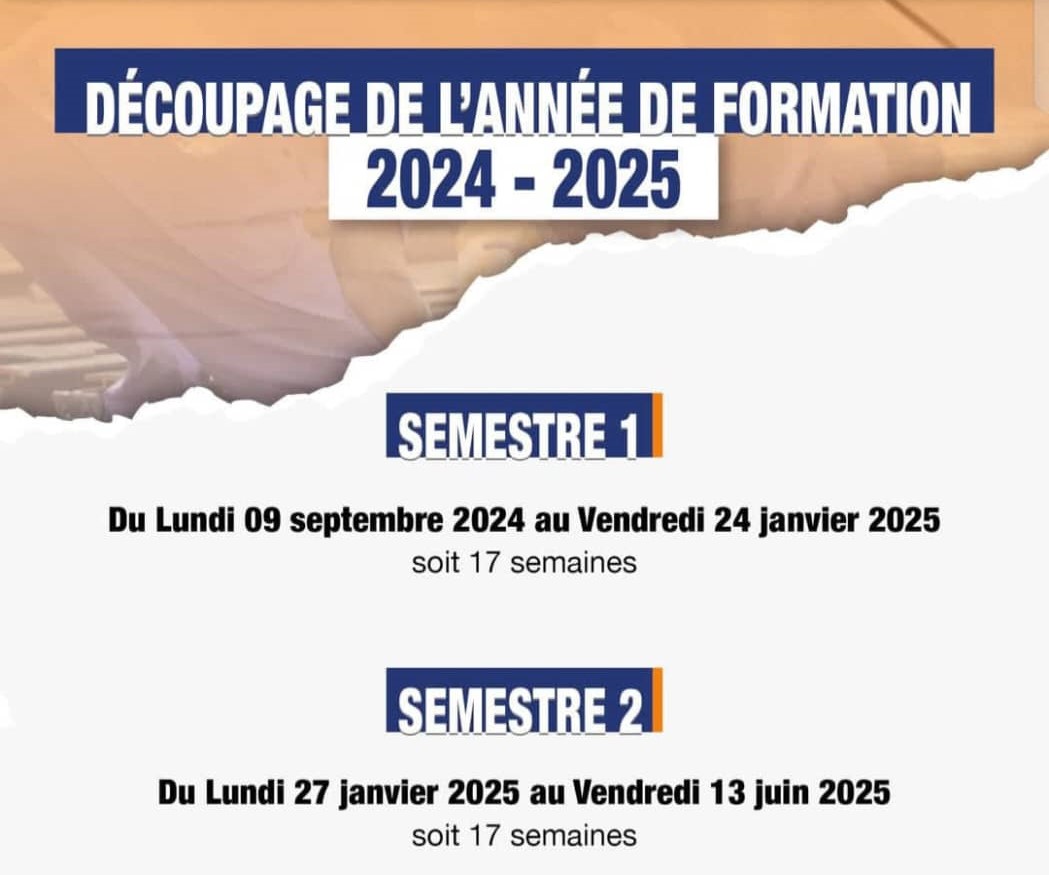 DÉCOUPAGE DE L'ANNÉE DE FORMATION
2024 - 2025
SEMESTRE 1
Du Lundi 09 septembre 2024 au Vendredi 24 janvier 2025
soit 17 semaines
SEMESTRE 2
Du Lundi 27 janvier 2025 au Vendredi 13 juin 2025
soit 17 semaines